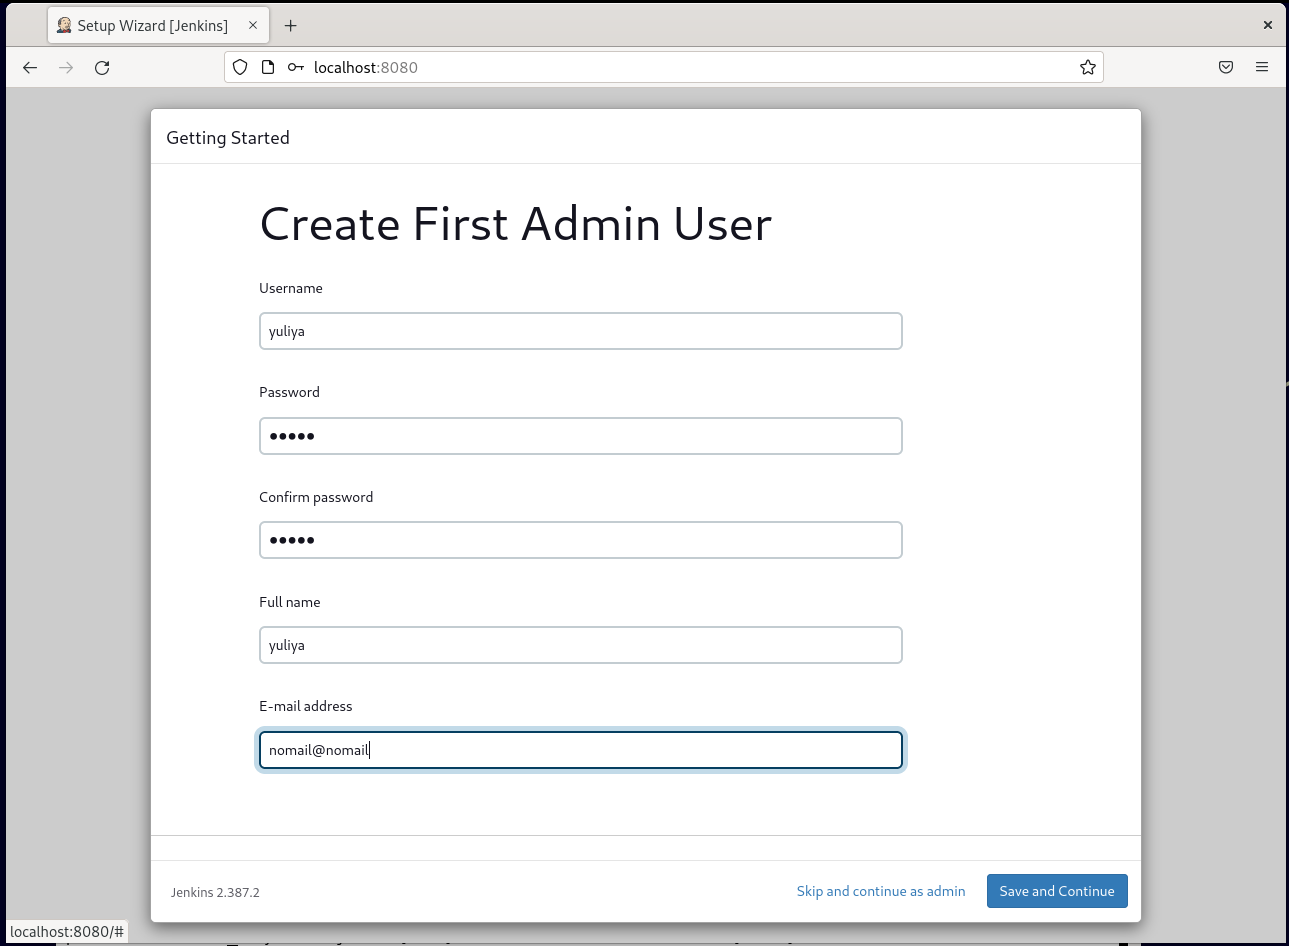 Setup Wizard [Jenkins]
localhost:8080
Getting Started
Create First Admin User
Username
yuliya
Password
•••••
Confirm password
•••••
Full name
yuliya
E-mail address
nomail@nomail
Jenkins 2.387.2
Skip and continue as admin
Save and Continue
localhost:8080/#